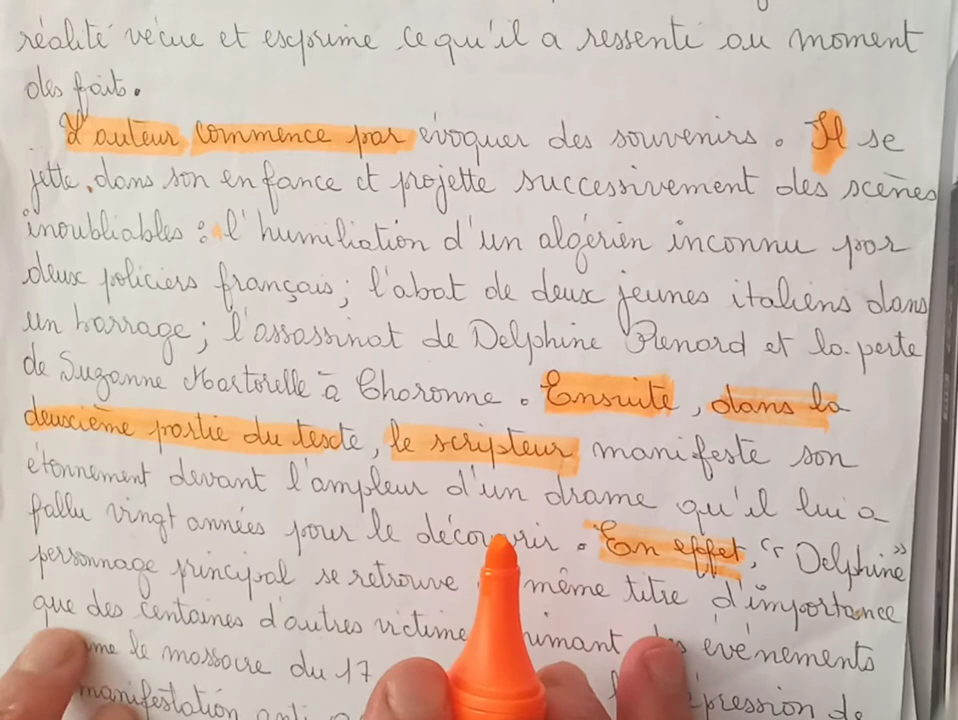 réalité vécue et exprime ce qu'il a ressenti au moment
des faits.
L'auteur commence par évoquer des souvenirs. Il se
jette dans son enfance et projette successivement des scènes
inoubliables : l'humiliation d'un algérien inconnu par
deux policiers français ; l'abat de deux jeunes italiens dans
un barrage ; l'assassinat de Delphine Renard et la perte
de Suzanne Martorelle à Charonne. Ensuite, dans la
deuxième partie du texte, le scripteur manifeste son
étonnement devant l'ampleur d'un drame qu'il lui a
fallu vingt années pour le découvrir. En effet, "Delphine"
personnage principal se retrouve même titre d'importance
que des centaines d'autres événements
le massacre du 17
manifestation de